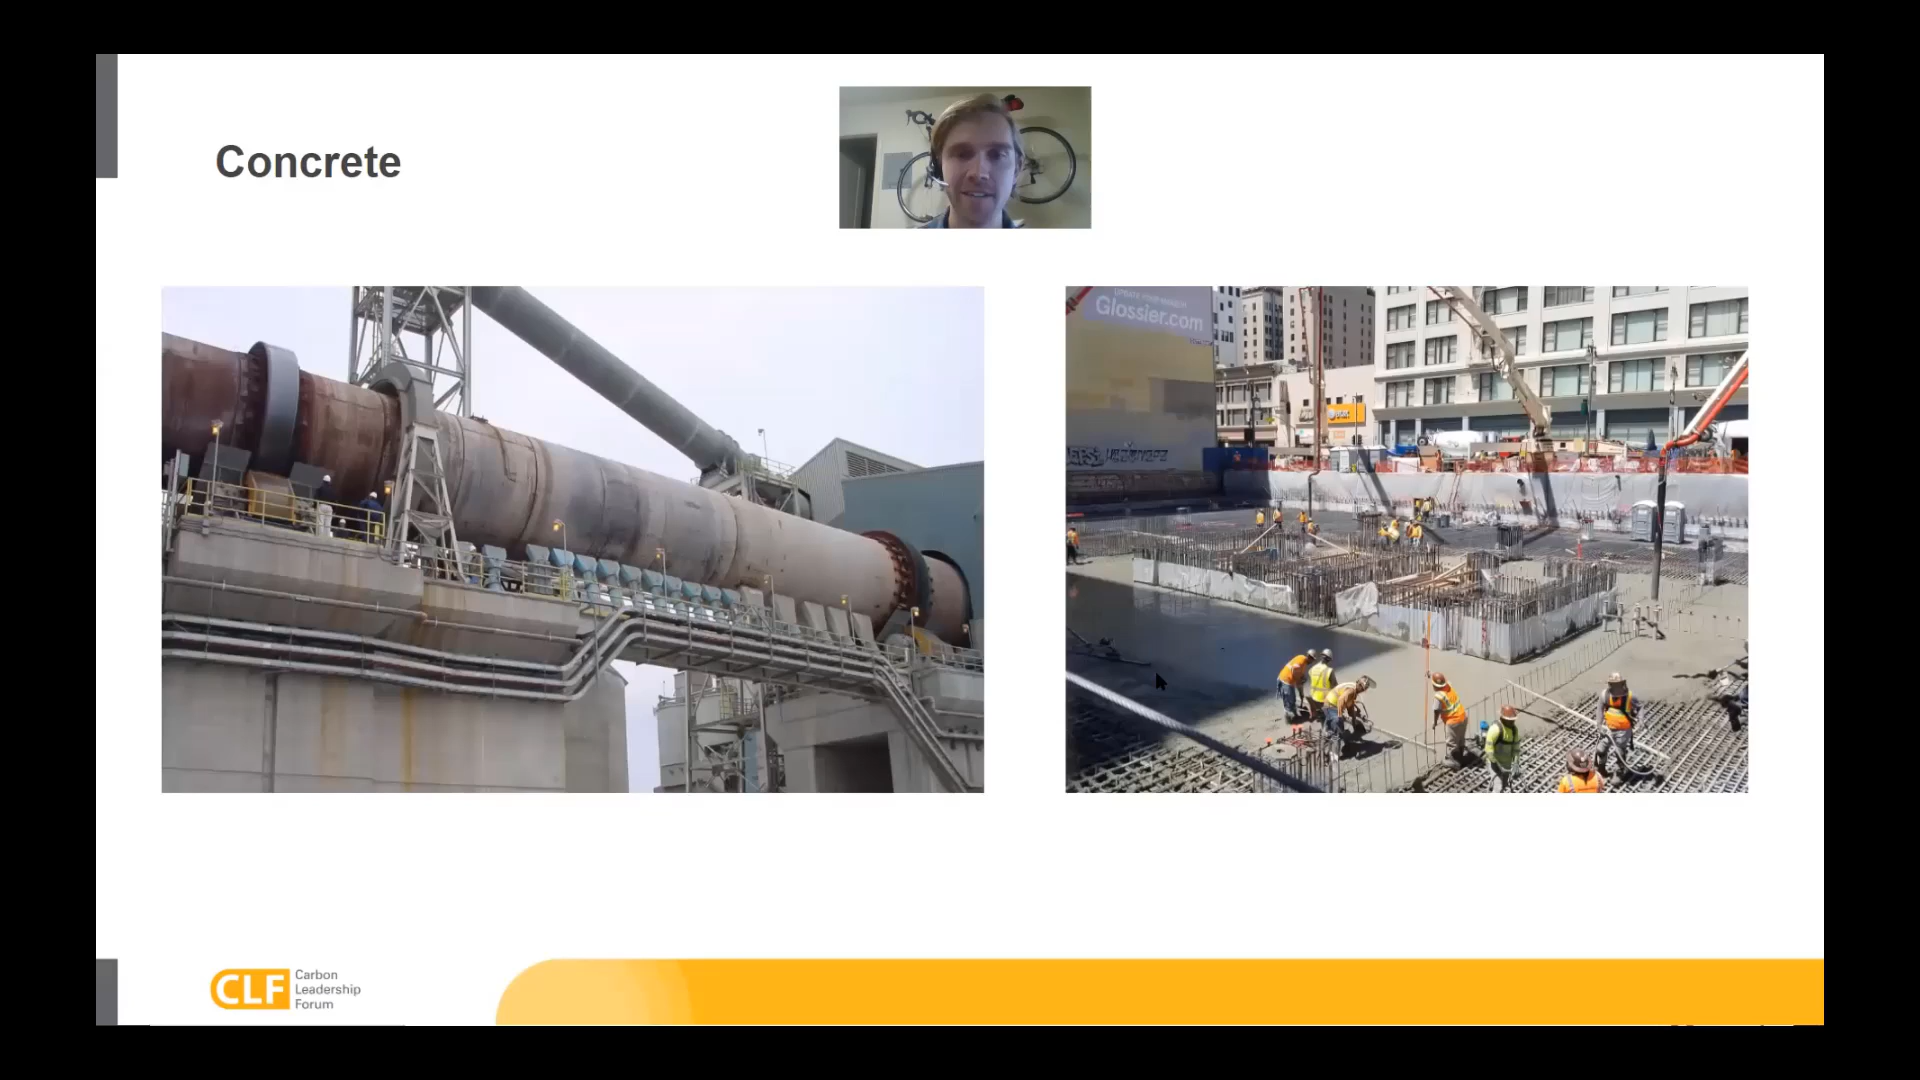 Concrete
Glossier.com
CLF
Carbon
Leadership
Forum